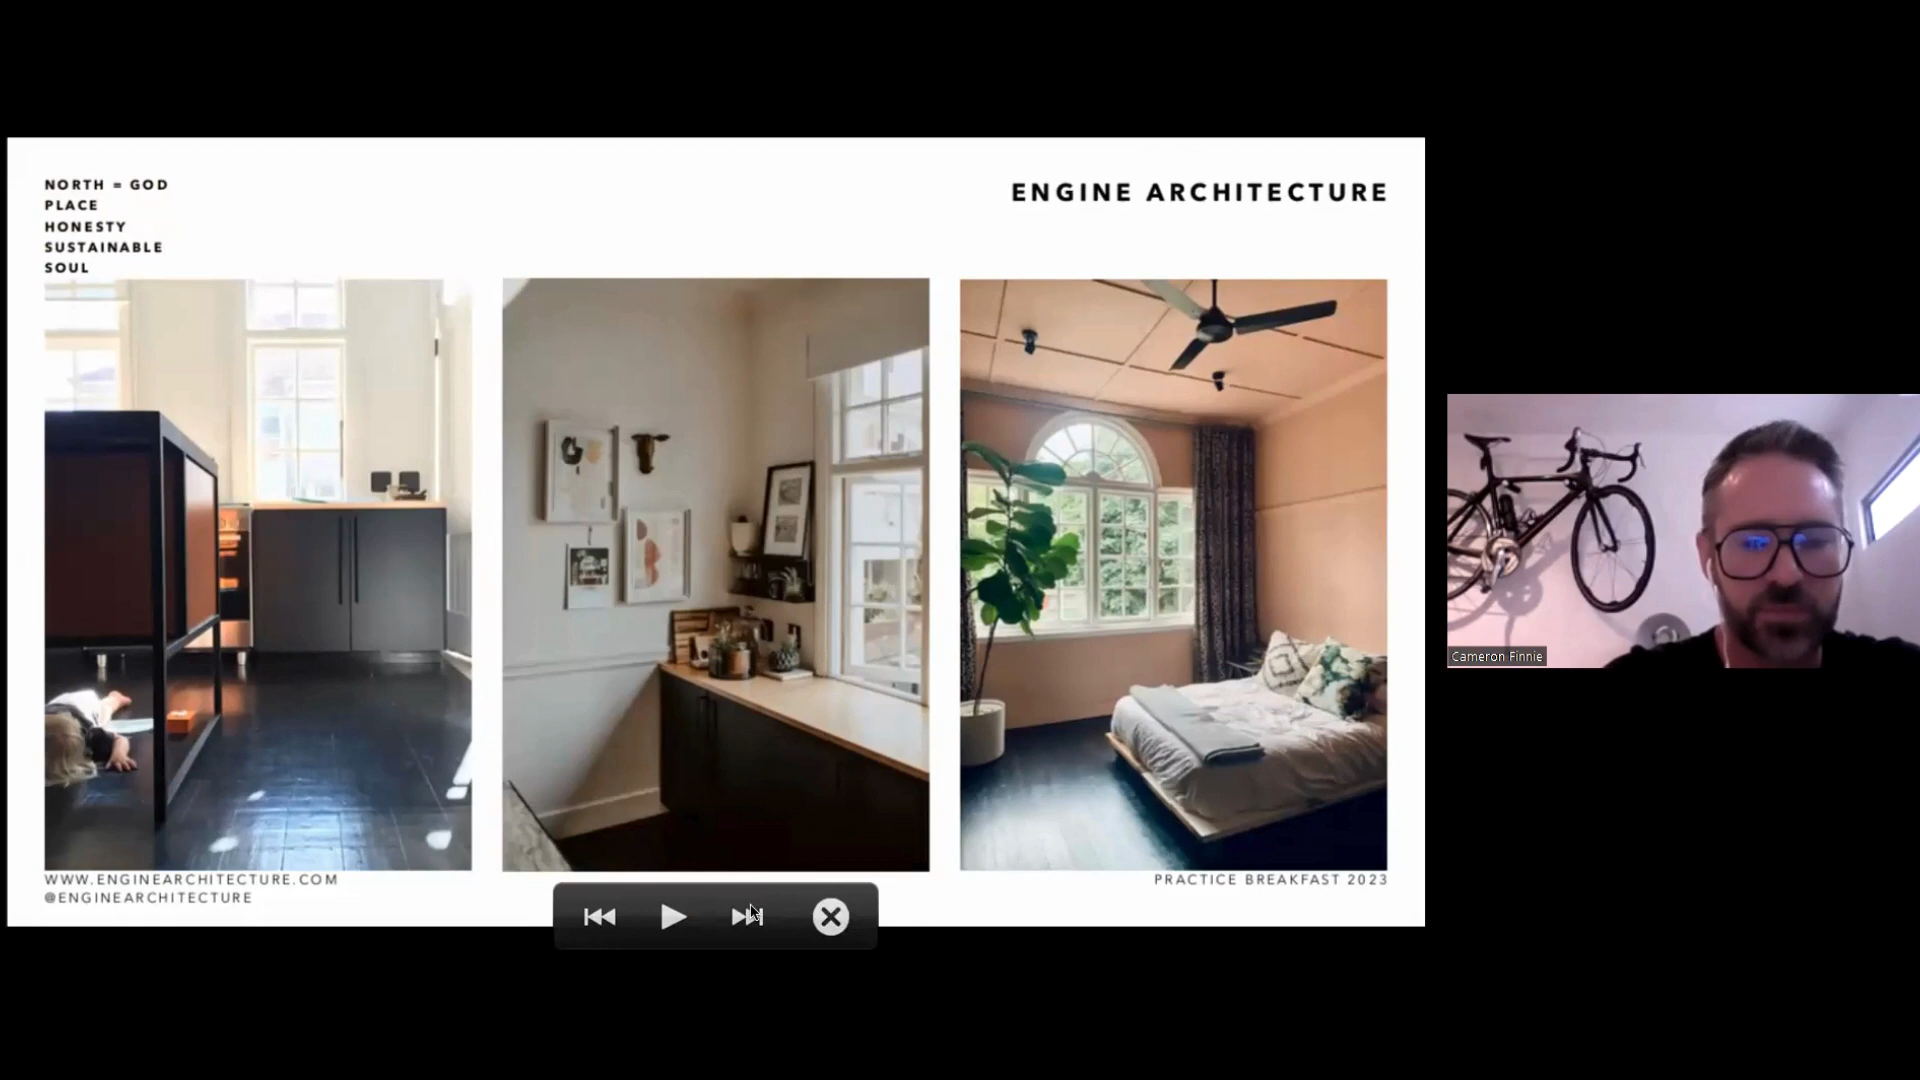 NORTH = GOD
PLACE
HONESTY
SUSTAINABLE
SOUL
ENGINE ARCHITECTURE
WWW.ENGINEARCHITECTURE.COM
@ENGINEARCHITECTURE
PRACTICE BREAKFAST 2023
Cameron Finnie